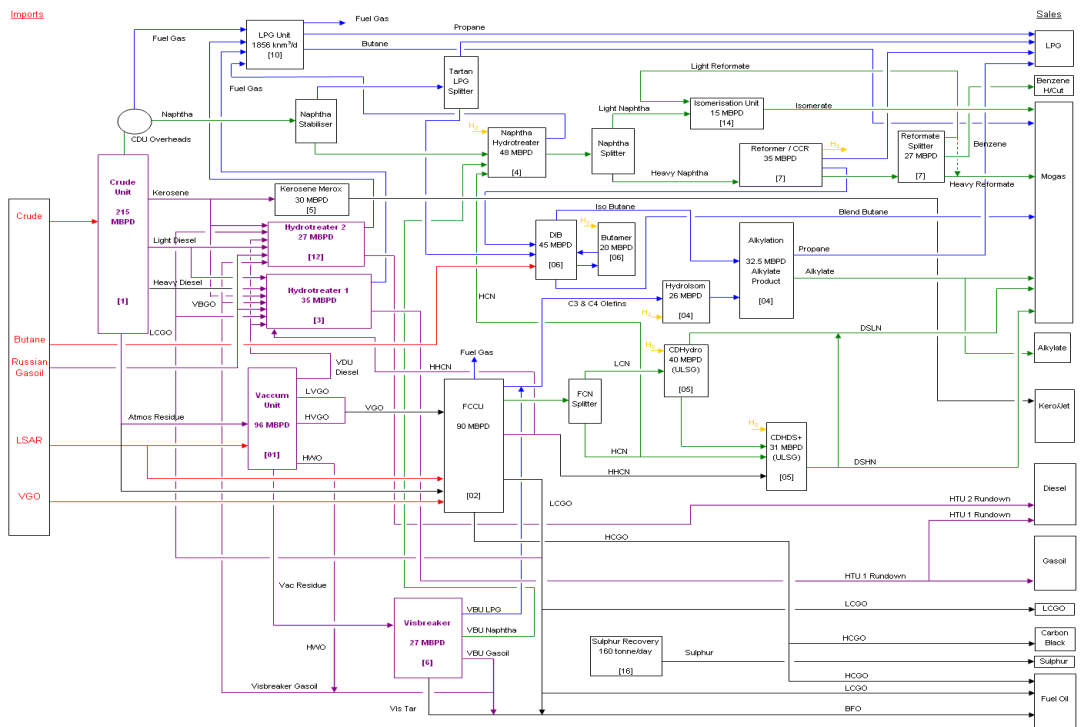 Imports
Sales
Fuel Gas
Fuel Gas
LPG Unit
1856 knm³/d
[10]
Propane
Butane
LPG
Fuel Gas
Tartan
LPG
Splitter
Light Reformate
Benzene
H/Cut
Naphtha
CDU Overheads
Naphtha
Stabiliser
Light Naphtha
Isomerisation Unit
15 MBPD
[14]
Isomerate
H₂
Naphtha
Hydrotreater
48 MBPD
[4]
Naphtha
Splitter
Reformer / CCR
35 MBPD
[7]
H₂
Reformate
Splitter
27 MBPD
[7]
Benzene
Mogas
Heavy Naphtha
Heavy Reformate
Crude
Unit
215
MBPD
[1]
Kerosene
Kerosene Merox
30 MBPD
[5]
Crude
Iso Butane
Blend Butane
Light Diesel
Hydrotreater 2
27 MBPD
[12]
DIB
45 MBPD
[06]
H₂
Butamer
20 MBPD
[06]
Alkylation
32.5 MBPD
Alkylate
Product
[04]
Propane
Alkylate
Heavy Diesel
VBGO
Hydrotreater 1
35 MBPD
[3]
HCN
Hydrolsom
26 MBPD
[04]
H₂
C3 & C4 Olefins
LCGO
Butane
Russian
Gasoil
DSLN
H₂
CDHydro
40 MBPD
(ULSG)
[05]
Alkylate
Fuel Gas
VDU
Diesel
HHCN
LCN
Vaccum
Unit
96 MBPD
[01]
LVGO
HVGO
VGO
FCCU
90 MBPD
[02]
FCN
Splitter
Kero/Jet
Atmos Residue
H₂
CDHDS+
31 MBPD
(ULSG)
[05]
LSAR
HWO
HCN
HHCN
DSHN
VGO
LCGO
HTU 2 Rundown
HTU 1 Rundown
Diesel
HCGO
Gasoil
Vac Residue
HTU 1 Rundown
VBU LPG
VBU Naphtha
VBU Gasoil
Visbreaker
27 MBPD
[6]
LCGO
LCGO
HWO
Sulphur Recovery
160 tonne/day
[16]
Sulphur
HCGO
Carbon
Black
Sulphur
HCGO
LCGO
BFO
Fuel Oil
Visbreaker Gasoil
Vis Tar